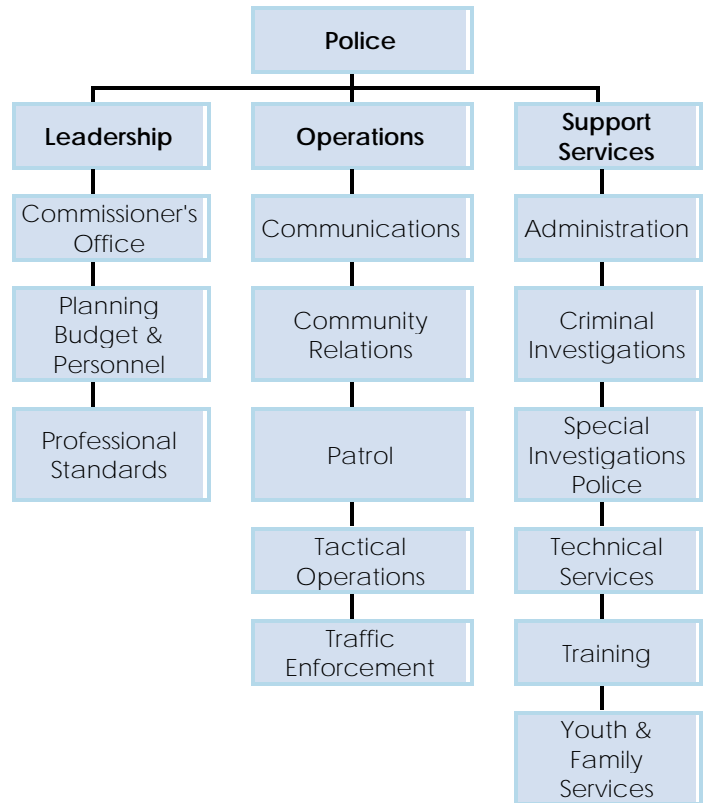 Police
Leadership
Commissioner's
Office
Planning
Budget &
Personnel
Professional
Standards
Operations
Communications
Community
Relations
Patrol
Tactical
Operations
Traffic
Enforcement
Support
Services
Administration
Criminal
Investigations
Special
Investigations
Police
Technical
Services
Training
Youth &
Family
Services